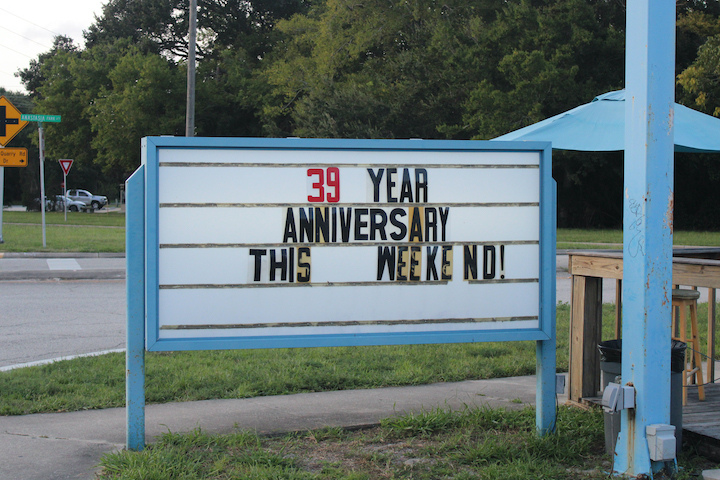 39 YEAR
ANNIVERSARY
THIS WEEKEND!